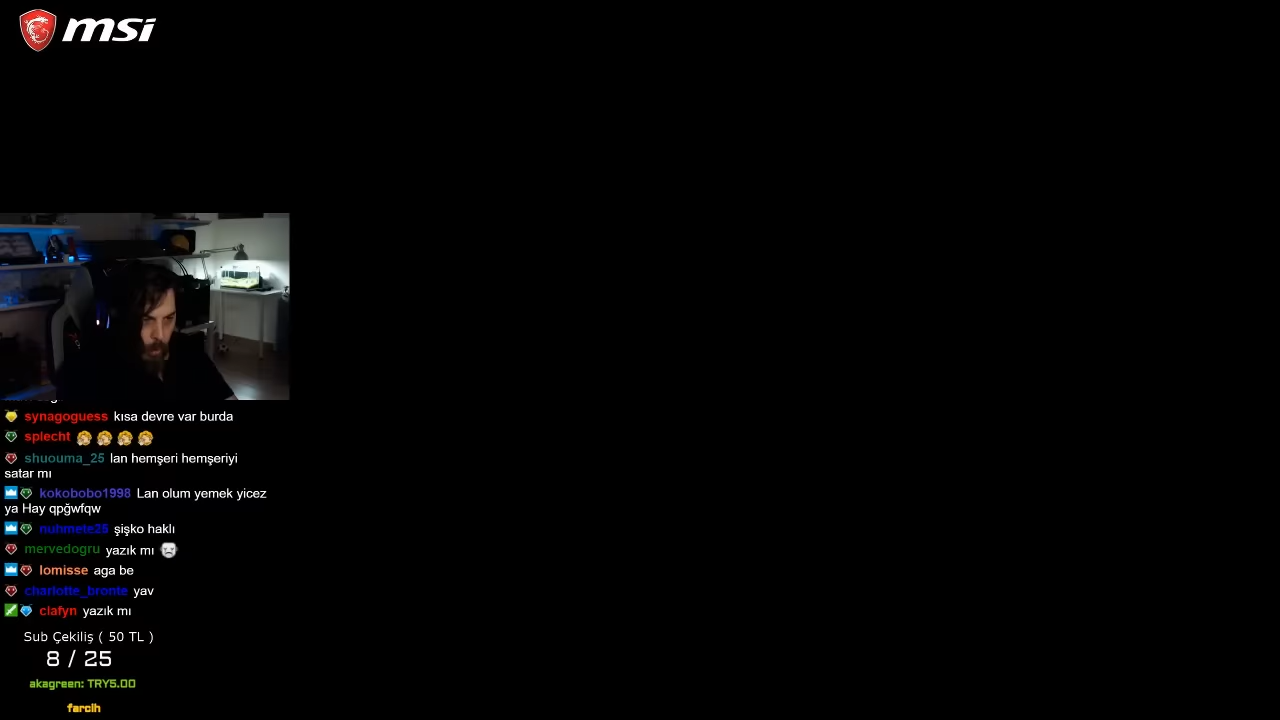 msi
synagoguess kısa devre var burda
splecht
shuouma_25 lan hemşeri hemşeriyi
satar mı
kokobobo1998 Lan olum yemek yicez
ya Hay qpğwfqw
nuhmete25 şişko haklı
mervedogru yazık mı
lomisse aga be
charlotte_bronte yav
clafyn yazık mı
Sub Çekiliş ( 50 TL )
8 / 25
akagreen: TRY5.00
farcih